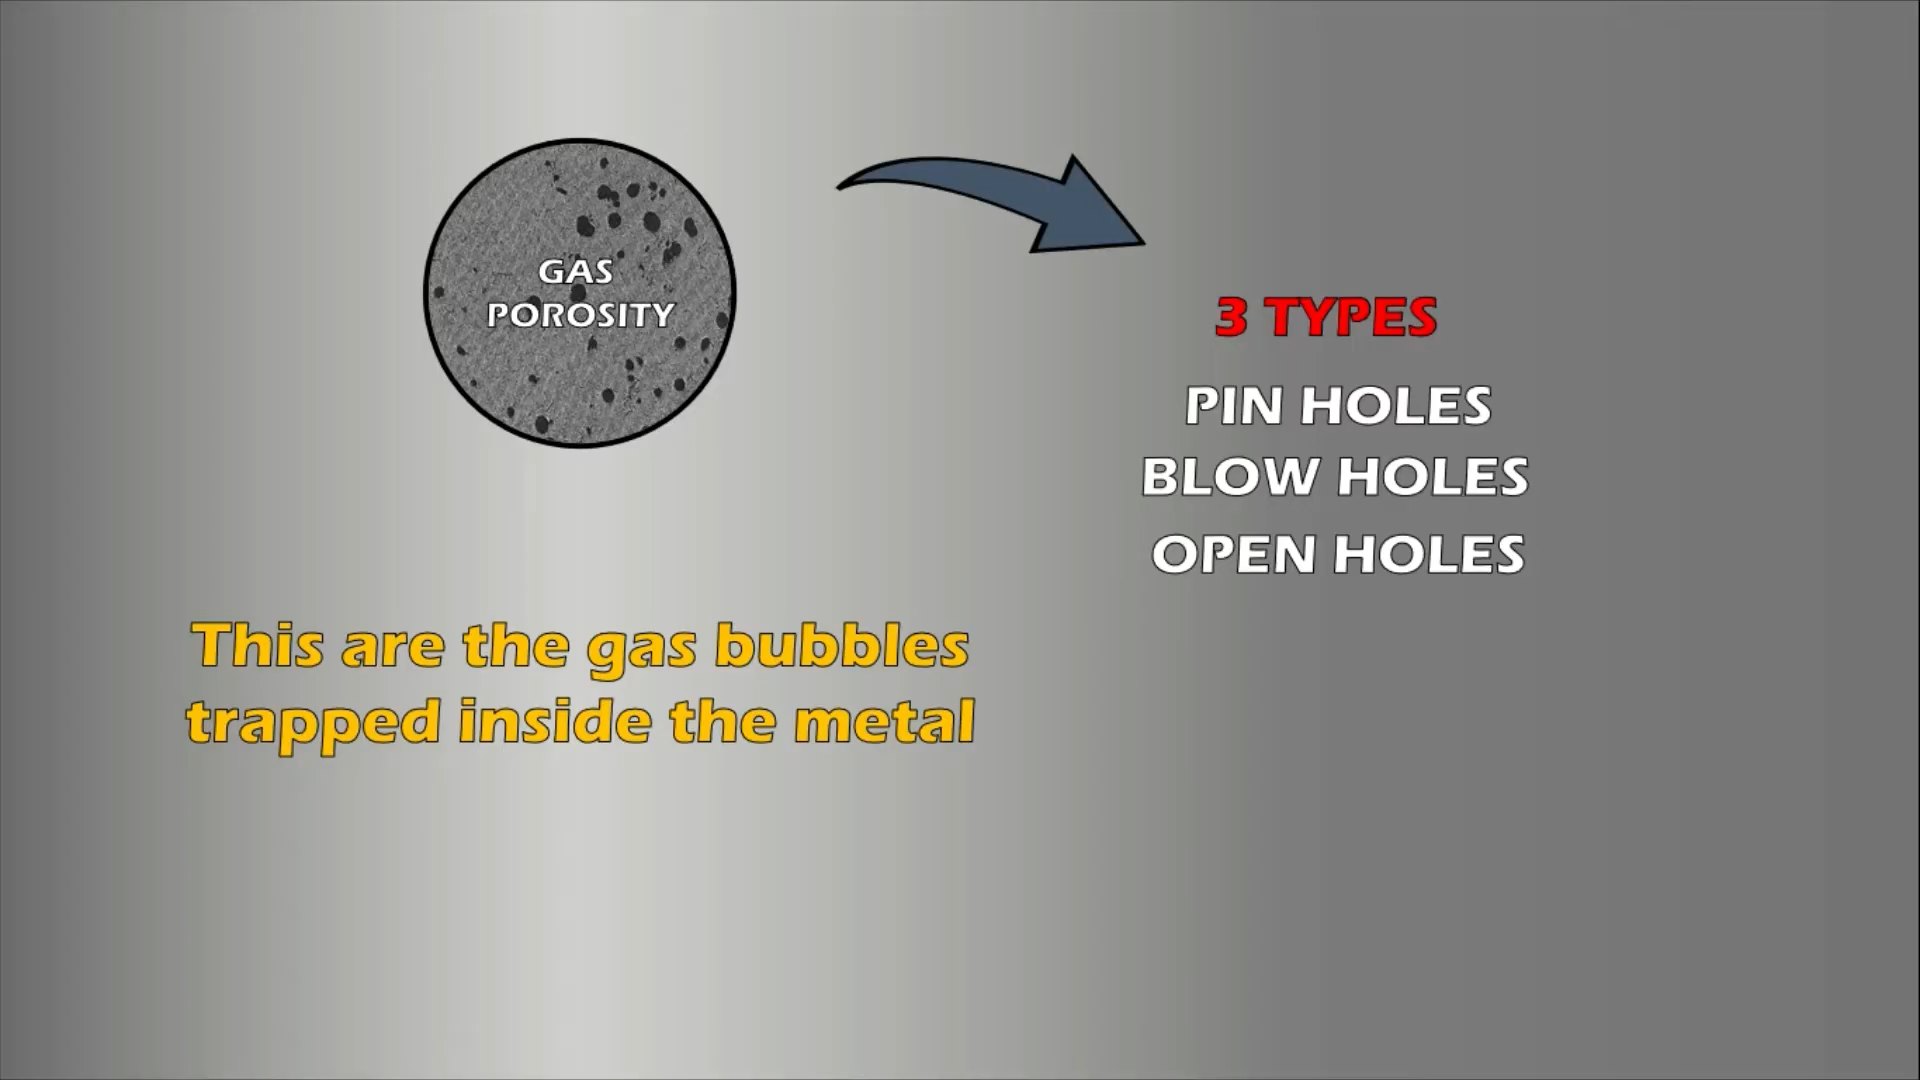 GAS
POROSITY
3 TYPES
PIN HOLES
BLOW HOLES
OPEN HOLES
This are the gas bubbles
trapped inside the metal